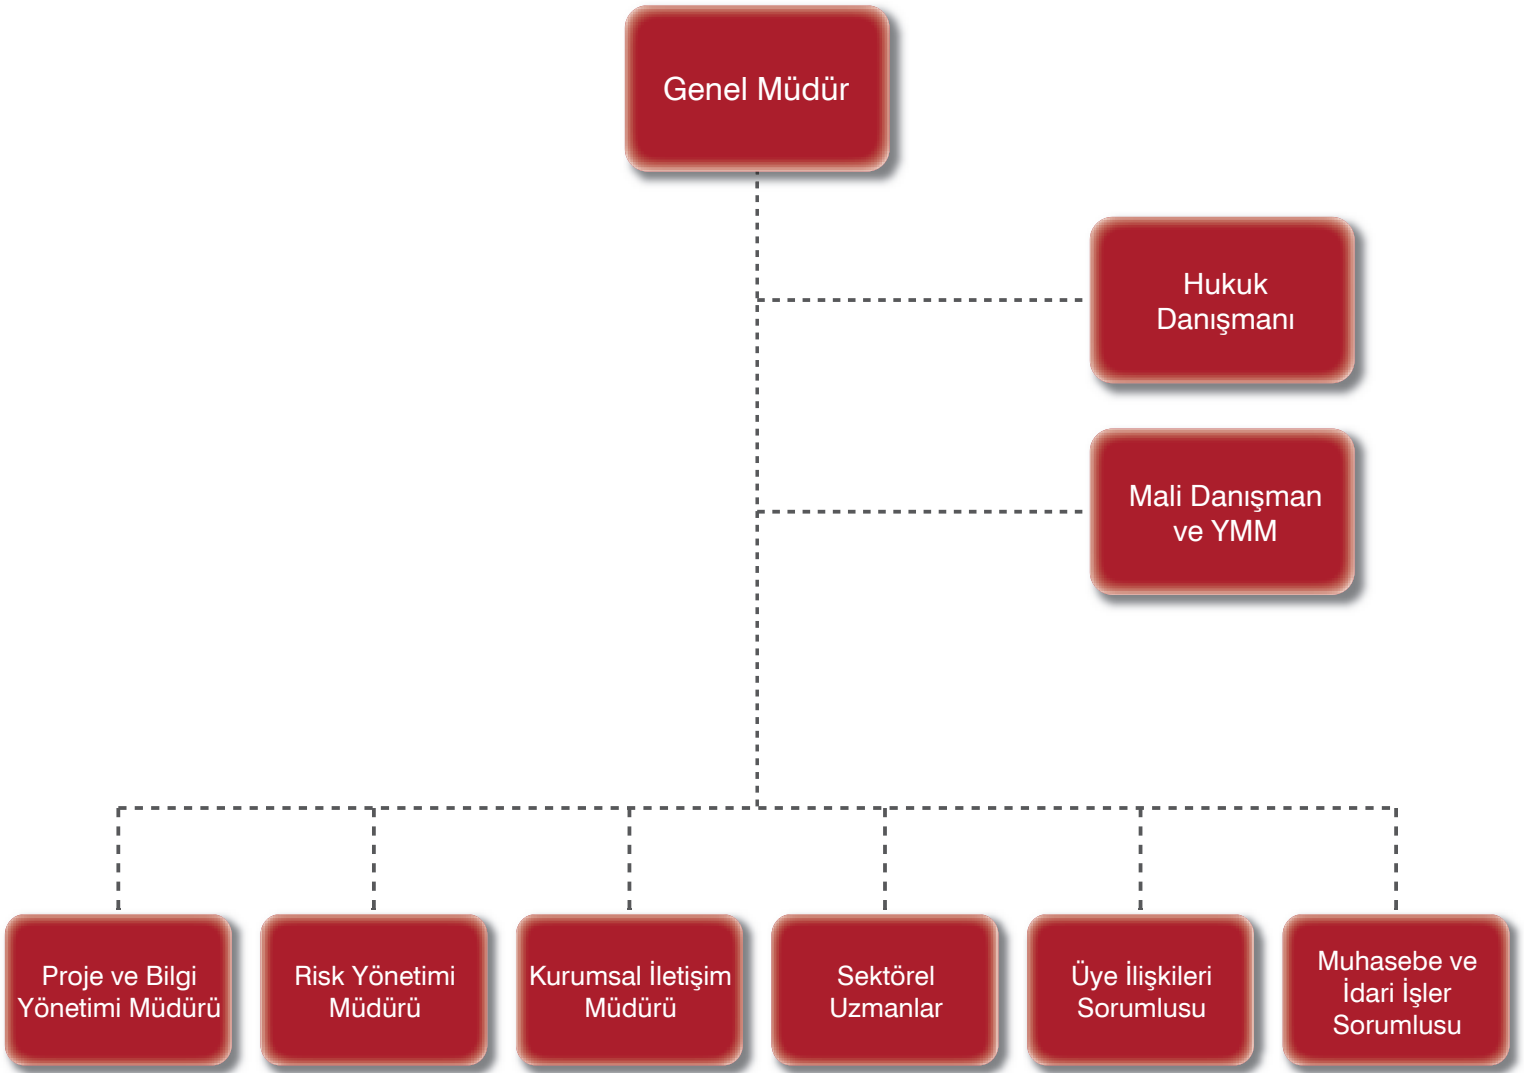 Genel Müdür
Hukuk
Danışmanı
Mali Danışman
ve YMM
Proje ve Bilgi
Yönetimi Müdürü
Risk Yönetimi
Müdürü
Kurumsal İletişim
Müdürü
Sektörel
Uzmanlar
Üye İlişkileri
Sorumlusu
Muhasebe ve
İdari İşler
Sorumlusu